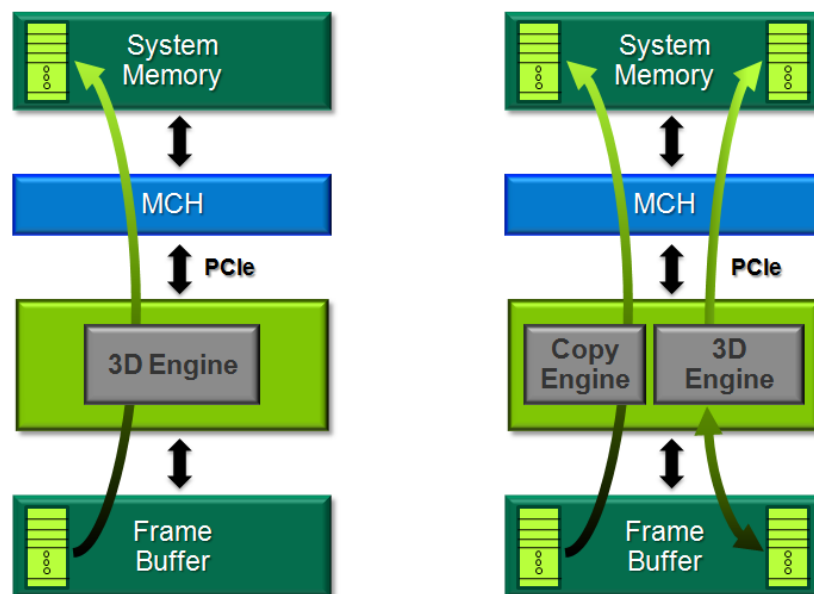 System
Memory
MCH
PCIe
3D Engine
Frame
Buffer
System
Memory
MCH
PCIe
Copy
Engine
3D
Engine
Frame
Buffer